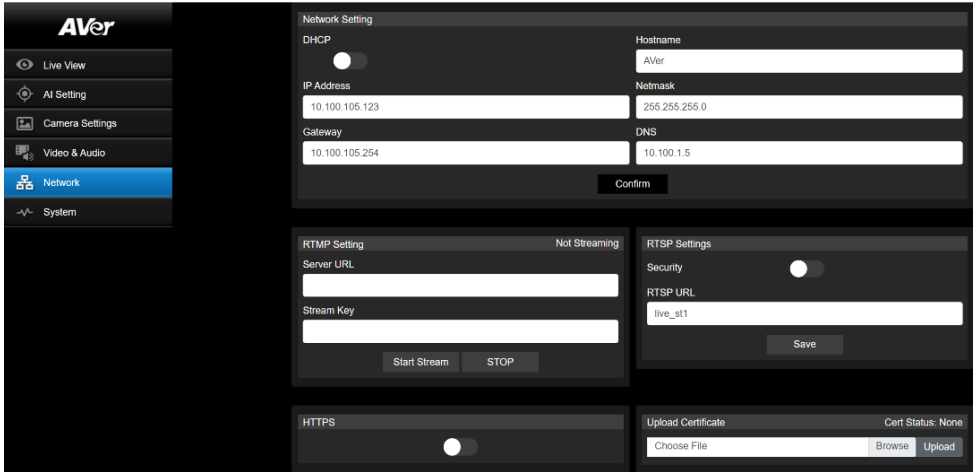 AVer
Live View
AI Setting
Camera Settings
Video & Audio
Network
System
Network Setting
DHCP
Hostname
AVer
IP Address
Netmask
10.100.105.123
255.255.255.0
Gateway
DNS
10.100.105.254
10.100.1.5
Confirm
RTMP Setting
Not Streaming
Server URL
Stream Key
Start Stream
STOP
RTSP Settings
Security
RTSP URL
live_st1
Save
HTTPS
Upload Certificate
Cert Status: None
Choose File
Browse
Upload